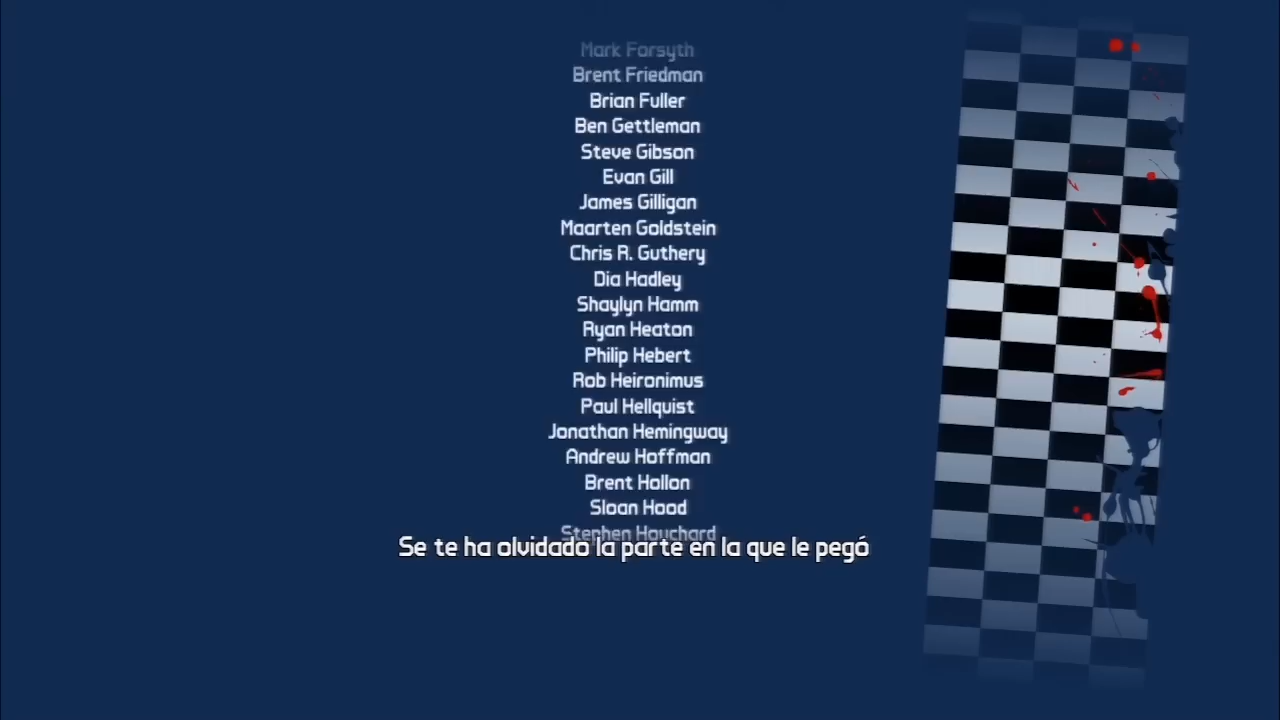 Mark Forsyth
Brent Friedman
Brian Fuller
Ben Gettleman
Steve Gibson
Evan Gill
James Gilligan
Maarten Goldstein
Chris R. Guthery
Dia Hadley
Shaylyn Hamm
Ryan Heaton
Philip Hebert
Rob Heironimus
Paul Hellquist
Jonathan Hemingway
Andrew Hoffman
Brent Hollon
Sloan Hood
Stephen Houchard
Se te ha olvidado la parte en la que le pegó